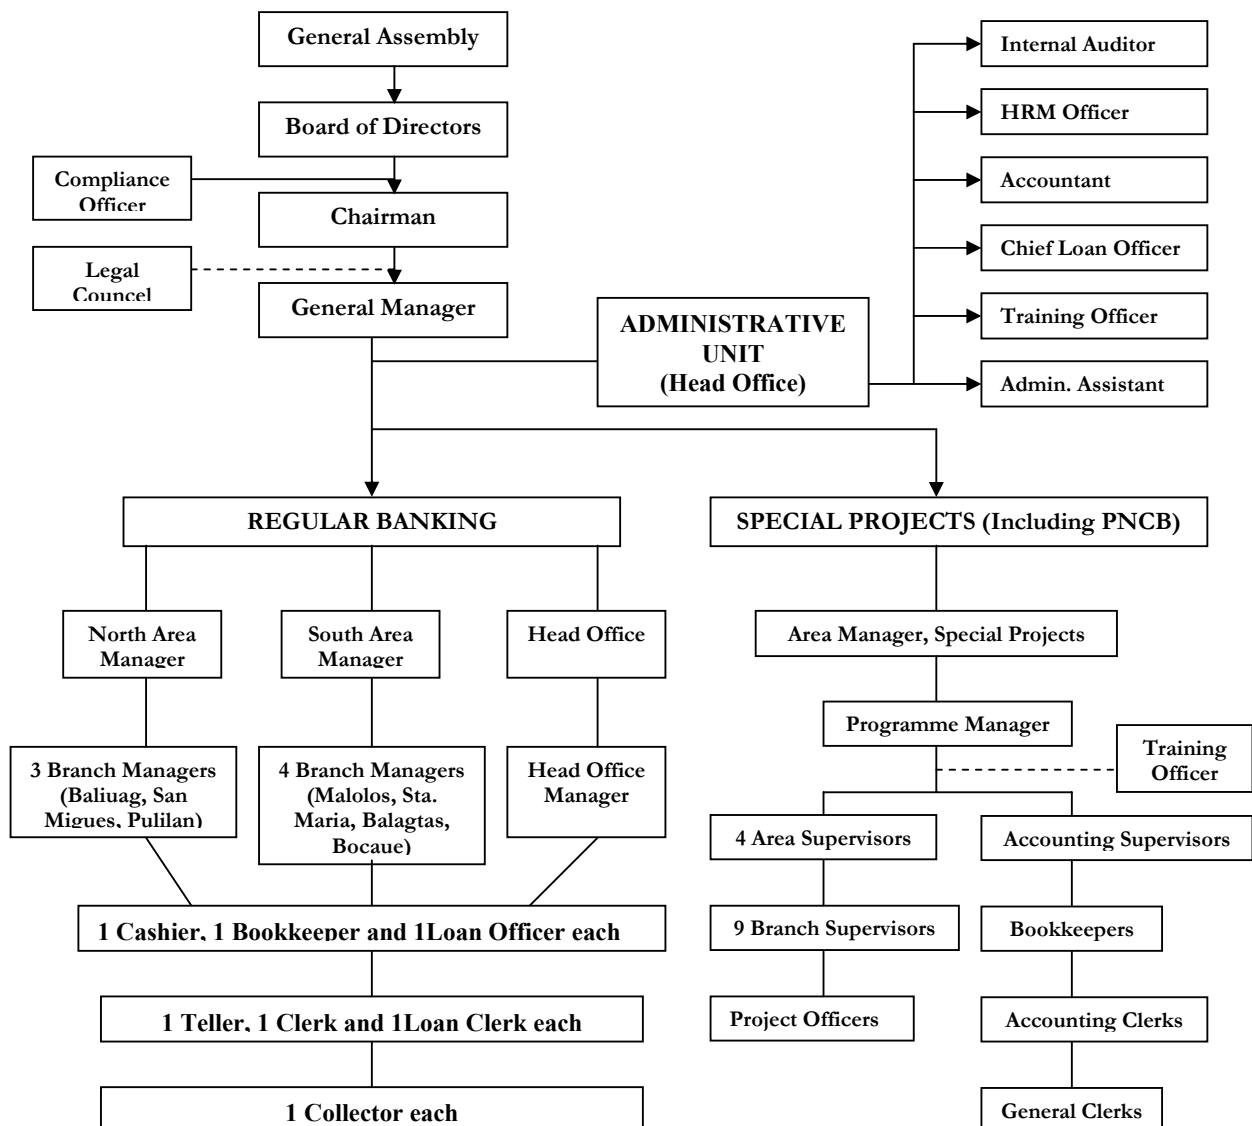 General Assembly
Board of Directors
Compliance
Officer
Chairman
Legal
Councel
General Manager
ADMINISTRATIVE
UNIT
(Head Office)
Internal Auditor
HRM Officer
Accountant
Chief Loan Officer
Training Officer
Admin. Assistant
REGULAR BANKING
SPECIAL PROJECTS (Including PNCB)
North Area
Manager
South Area
Manager
Head Office
3 Branch Managers
(Baliuag, San
Migues, Pulilan)
4 Branch Managers
(Malolos, Sta.
Maria, Balagtas,
Bocaue)
Head Office
Manager
1 Cashier, 1 Bookkeeper and 1Loan Officer each
1 Teller, 1 Clerk and 1Loan Clerk each
1 Collector each
Area Manager, Special Projects
Programme Manager
Training
Officer
4 Area Supervisors
9 Branch Supervisors
Project Officers
Accounting Supervisors
Bookkeepers
Accounting Clerks
General Clerks